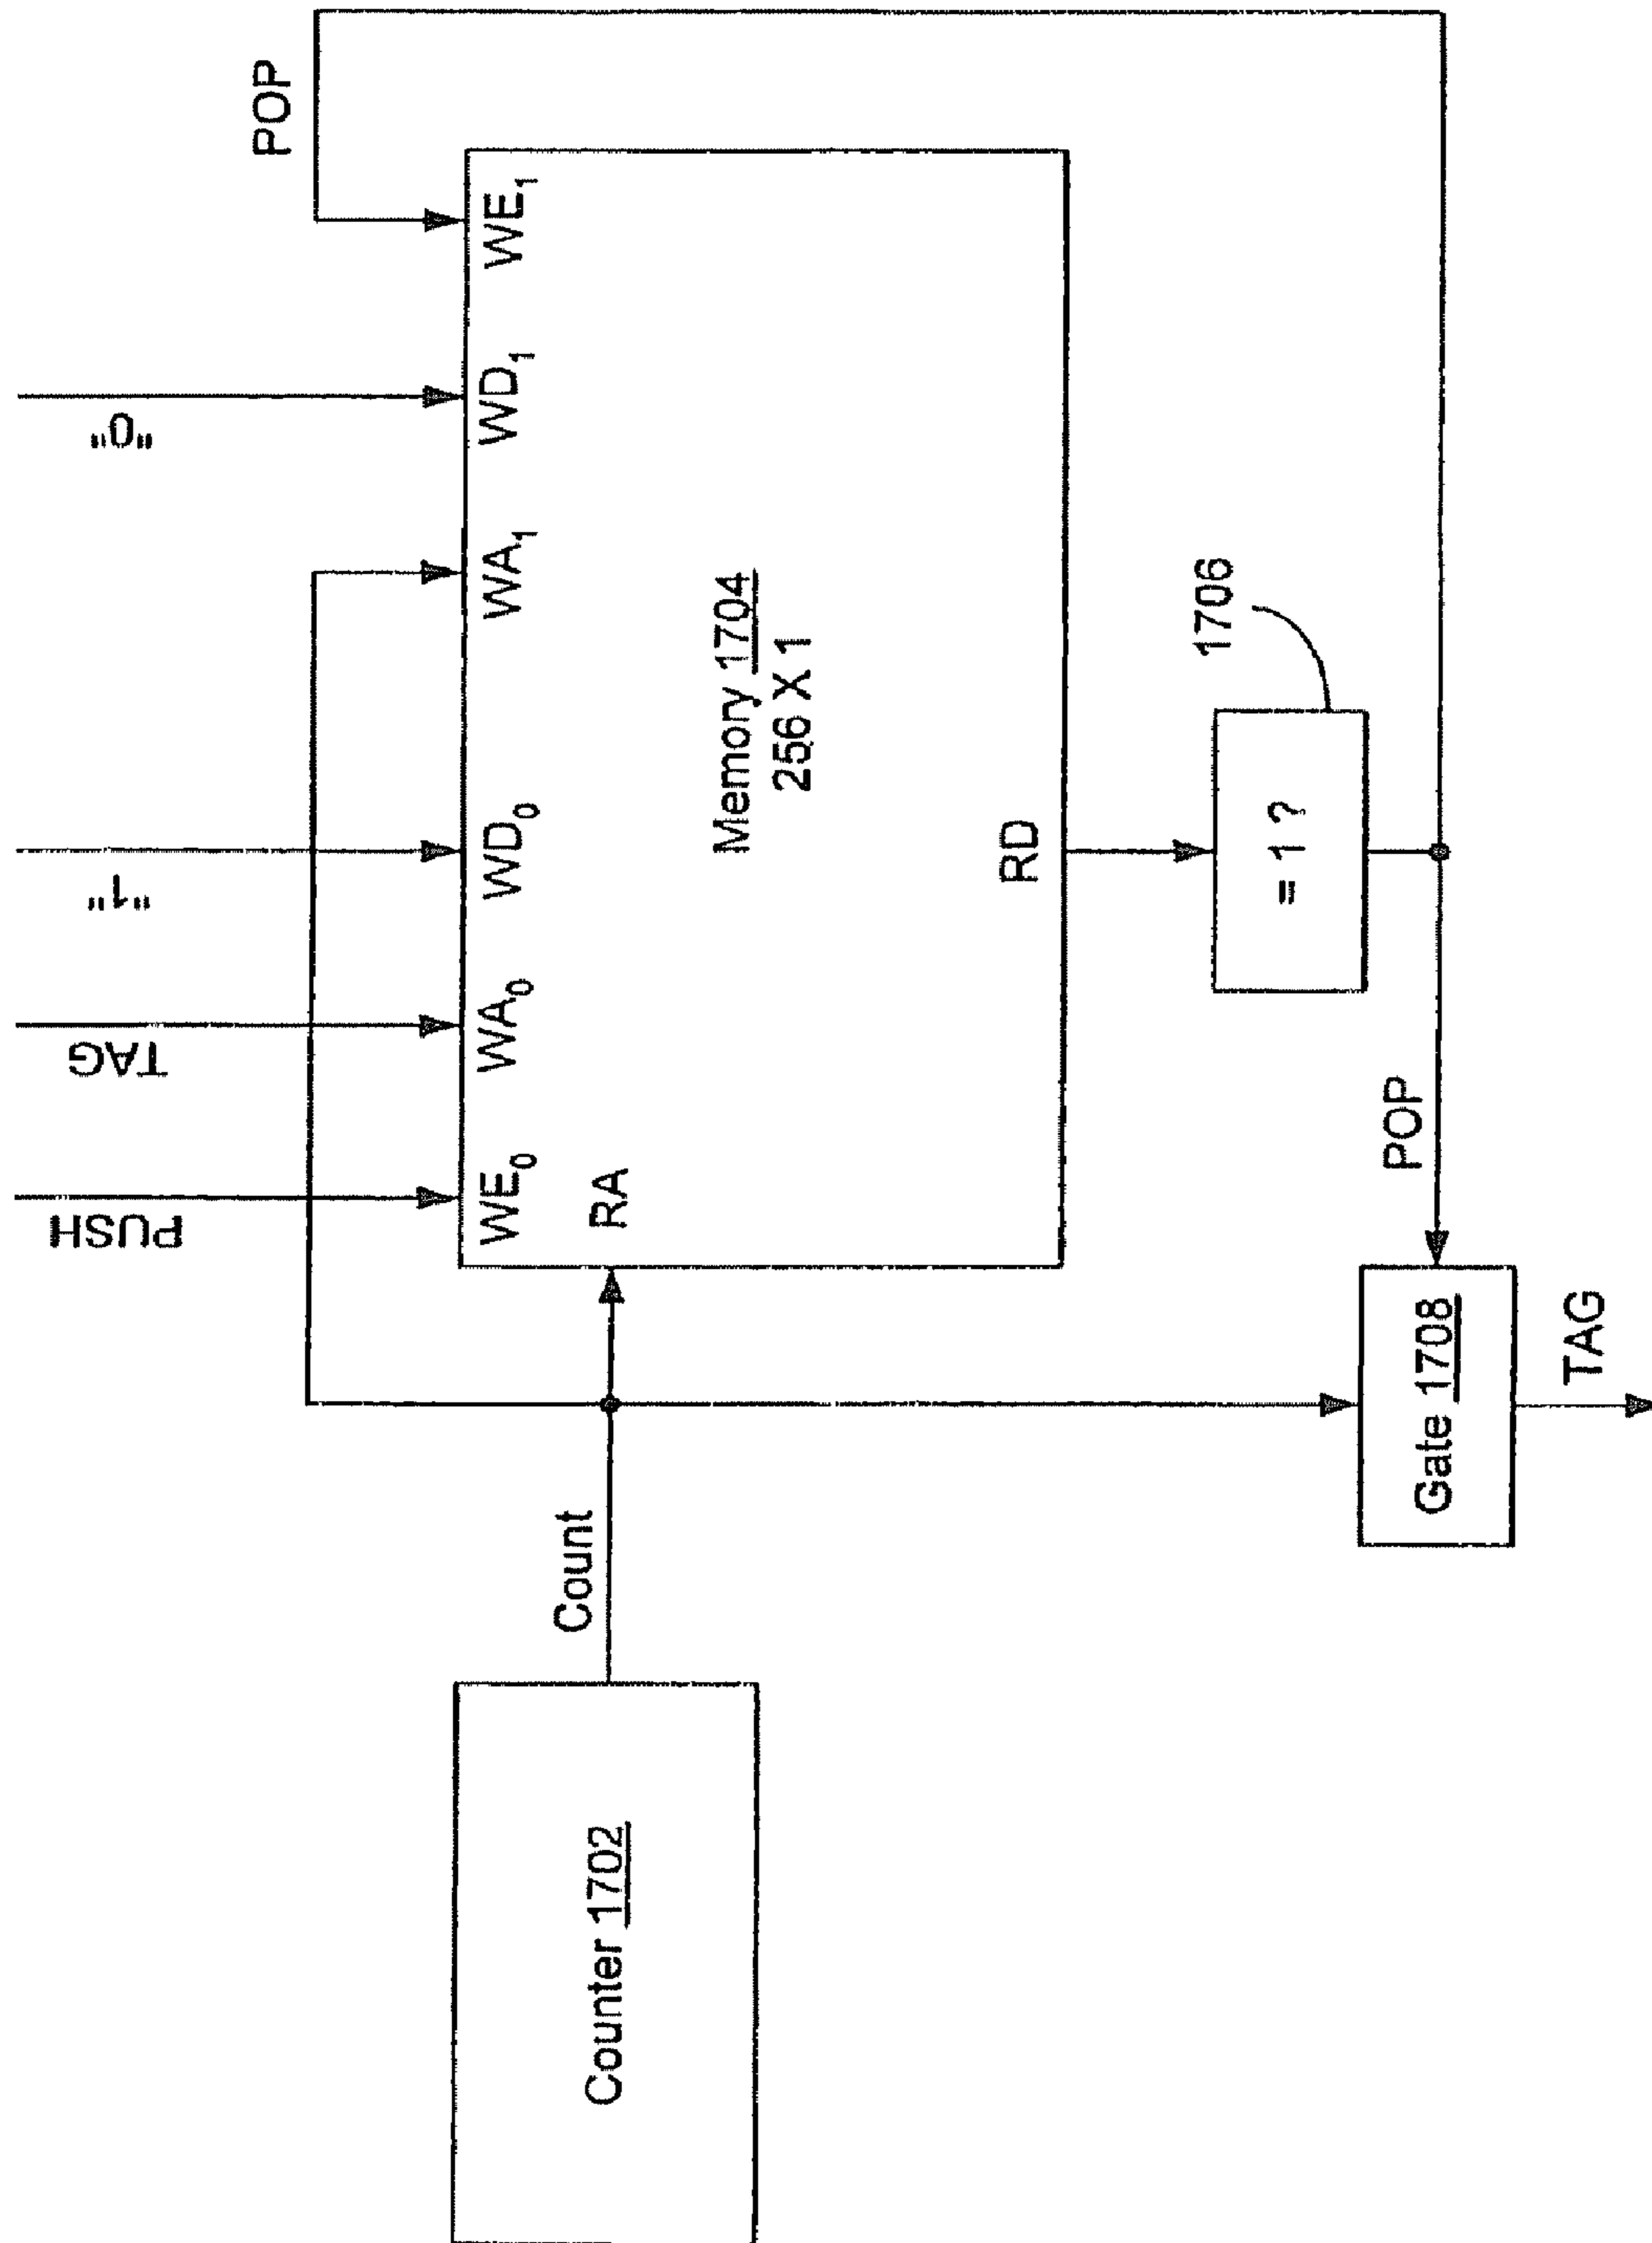 POP
"0"
"1"
TAG
PUSH
WE0
WA0
WD0
WA1
WD1
WE1
RA
Memory 1704
256 X 1
RD
1706
= 1 ?
Count
Counter 1702
POP
Gate 1708
TAG